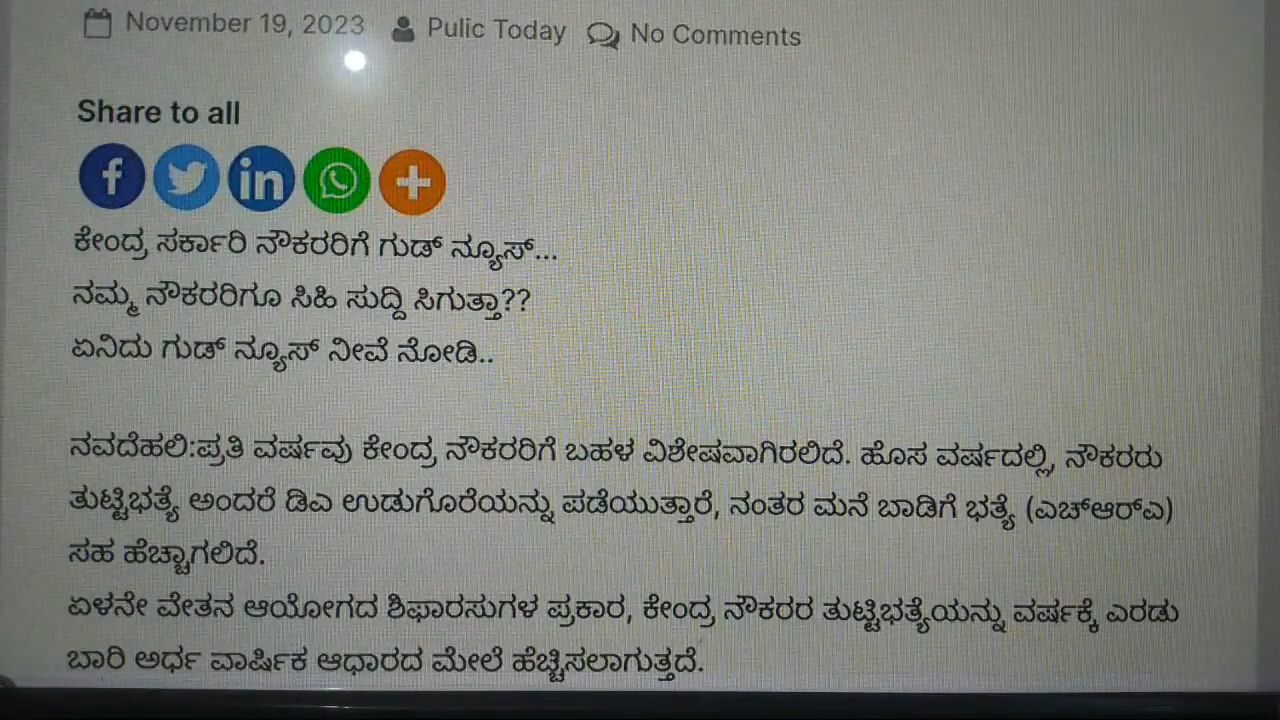 November 19, 2023 Pulic Today No Comments
Share to all
ಕೇಂದ್ರ ಸರ್ಕಾರಿ ನೌಕರರಿಗೆ ಗುಡ್ ನ್ಯೂಸ್...
ನಮ್ಮ ನೌಕರರಿಗೂ ಸಿಹಿ ಸುದ್ದಿ ಸಿಗುತ್ತಾ??
ಏನಿದು ಗುಡ್ ನ್ಯೂಸ್ ನೀವೆ ನೋಡಿ..
ನವದೆಹಲಿ:ಪ್ರತಿ ವರ್ಷವು ಕೇಂದ್ರ ನೌಕರರಿಗೆ ಬಹಳ ವಿಶೇಷವಾಗಿರಲಿದೆ. ಹೊಸ ವರ್ಷದಲ್ಲಿ, ನೌಕರರು
ತುಟ್ಟಿಭತ್ಯೆ ಅಂದರೆ ಡಿಎ ಉಡುಗೊರೆಯನ್ನು ಪಡೆಯುತ್ತಾರೆ, ನಂತರ ಮನೆ ಬಾಡಿಗೆ ಭತ್ಯೆ (ಎಚ್ಆರ್ಎ)
ಸಹ ಹೆಚ್ಚಾಗಲಿದೆ.
ಏಳನೇ ವೇತನ ಆಯೋಗದ ಶಿಫಾರಸುಗಳ ಪ್ರಕಾರ, ಕೇಂದ್ರ ನೌಕರರ ತುಟ್ಟಿಭತ್ಯೆಯನ್ನು ವರ್ಷಕ್ಕೆ ಎರಡು
ಬಾರಿ ಅರ್ಧ ವಾರ್ಷಿಕ ಆಧಾರದ ಮೇಲೆ ಹೆಚ್ಚಿಸಲಾಗುತ್ತದೆ.